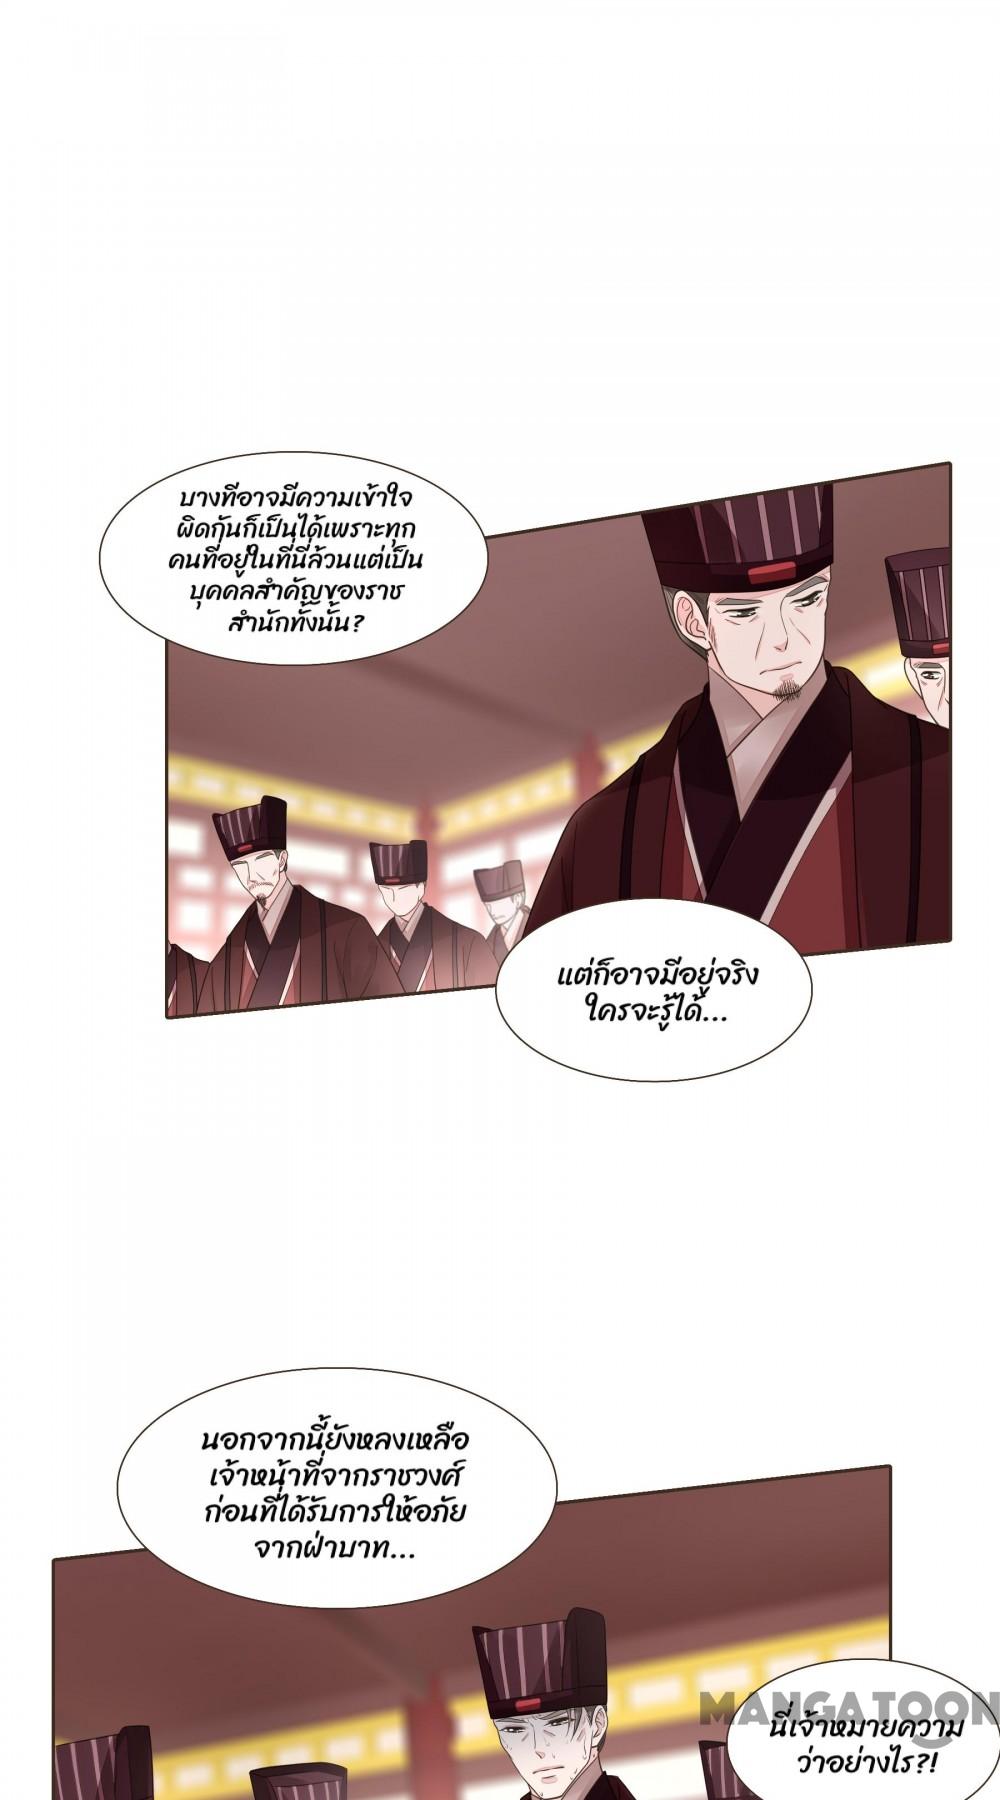 บางทีอาจมีความเข้าใจ
ผิดกันก็เป็นได้เพราะทุก
คนที่อยู่ในที่นี่ล้วนแต่เป็น
บุคคลสำคัญของราช
สำนักทั้งนั้น?
แต่ก็อาจมีอยู่จริง
ใครจะรู้ได้...
นอกจากนี้ยังหลงเหลือ
เจ้าหน้าที่จากราชวงศ์
ก่อนที่ได้รับการให้อภัย
จากฝ่าบาท...
MANGATOON
นี่เจ้าหมายความ
ว่าอย่างไร?!